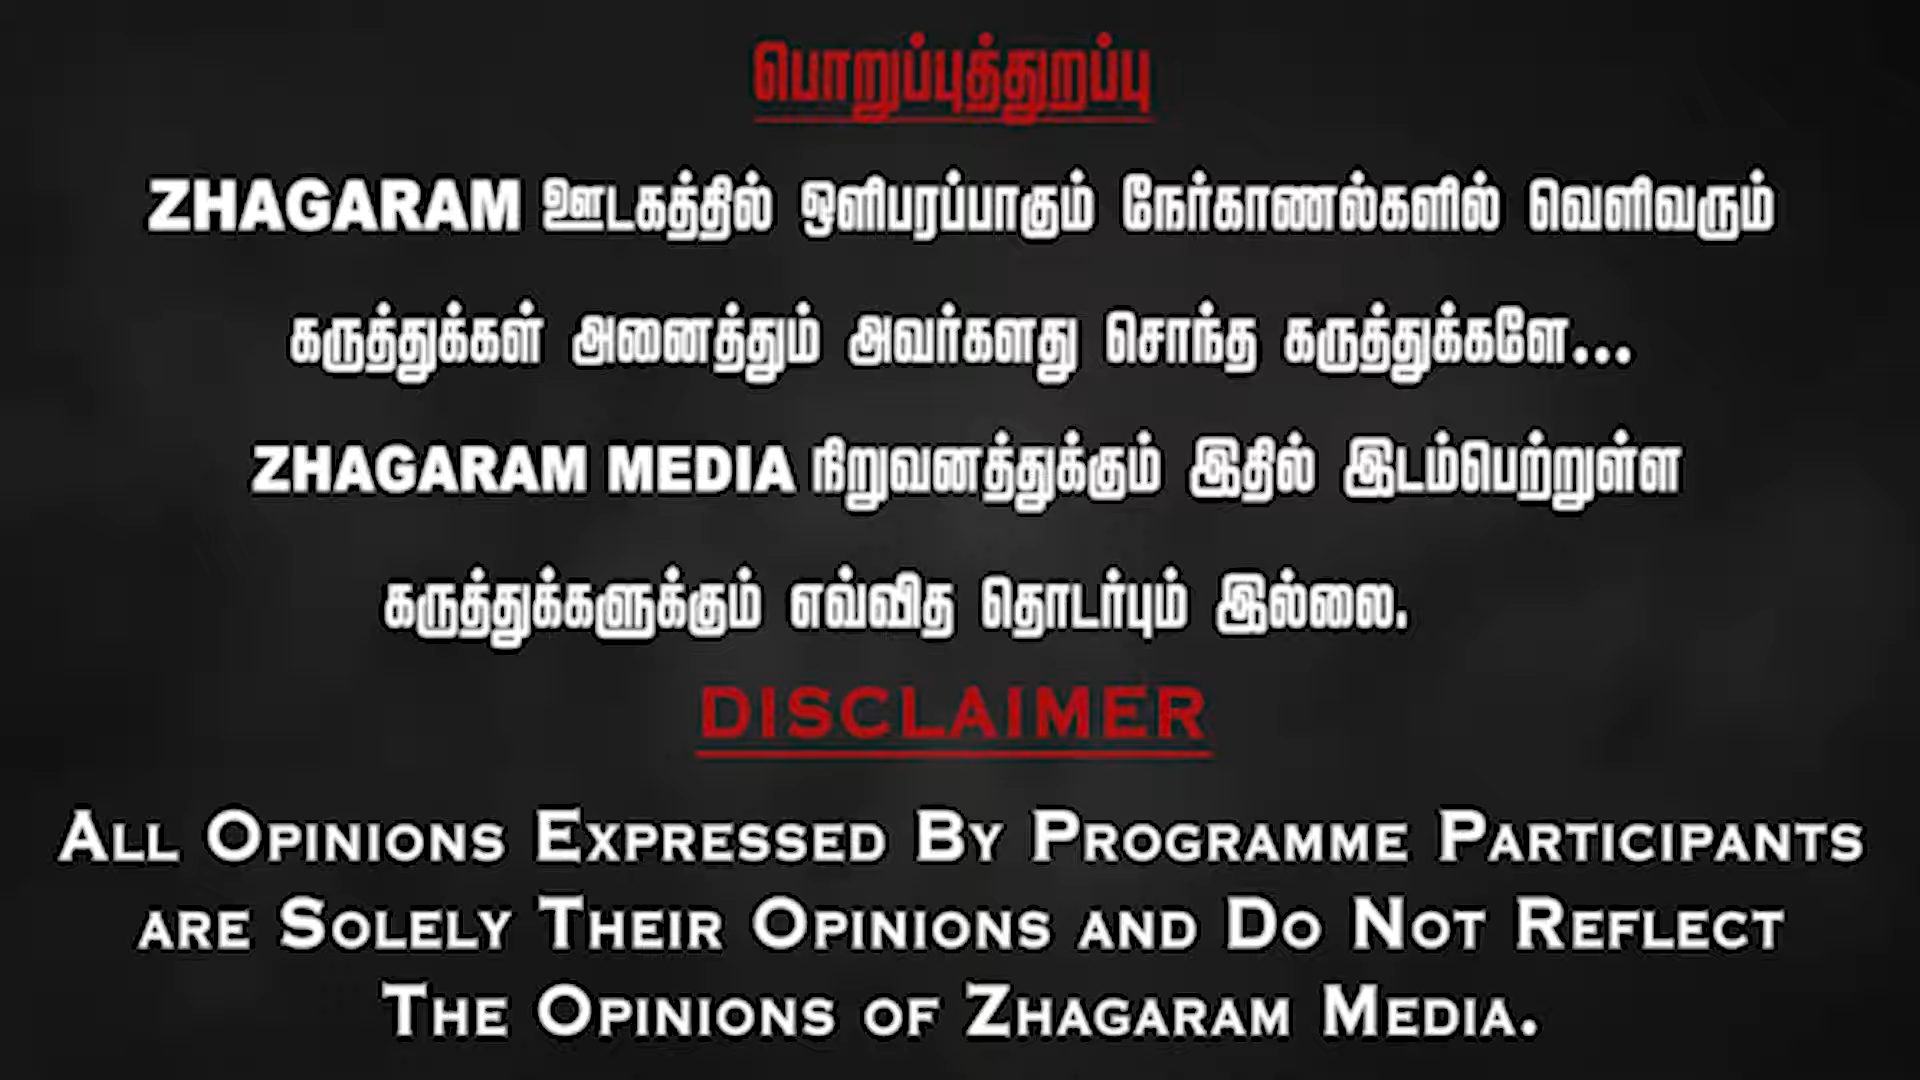 பொறுப்புத்துறப்பு
ZHAGARAM ஊடகத்தில் ஒளிபரப்பாகும் நேர்காணல்களில் வெளிவரும்
கருத்துக்கள் அனைத்தும் அவர்களது சொந்த கருத்துக்களே...
ZHAGARAM MEDIA நிறுவனத்துக்கும் இதில் இடம்பெற்றுள்ள
கருத்துக்களுக்கும் எவ்வித தொடர்பும் இல்லை.
DISCLAIMER
All Opinions Expressed By Programme Participants
are Solely Their Opinions and Do Not Reflect
The Opinions of Zhagaram Media.